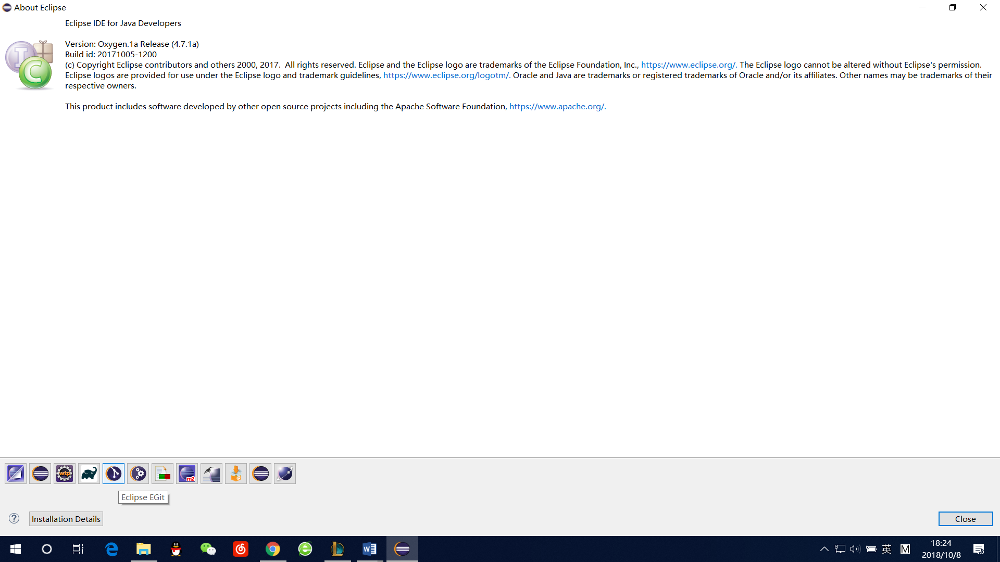 About Eclipse
Eclipse IDE for Java Developers
Version: Oxygen.1a Release (4.7.1a)
Build id: 20171005-1200
(c) Copyright Eclipse contributors and others 2000, 2017.  All rights reserved. Eclipse and the Eclipse logo are trademarks of the Eclipse Foundation, Inc., https://www.eclipse.org/. The Eclipse logo cannot be altered without Eclipse's permission.
Eclipse logos are provided for use under the Eclipse logo and trademark guidelines, https://www.eclipse.org/logotm/. Oracle and Java are trademarks or registered trademarks of Oracle and/or its affiliates. Other names may be trademarks of their
respective owners.
This product includes software developed by other open source projects including the Apache Software Foundation, https://www.apache.org/.
I
C
wtp
m2
Eclipse EGit
?
Installation Details
Close
W
英
M
18:24
2018/10/8